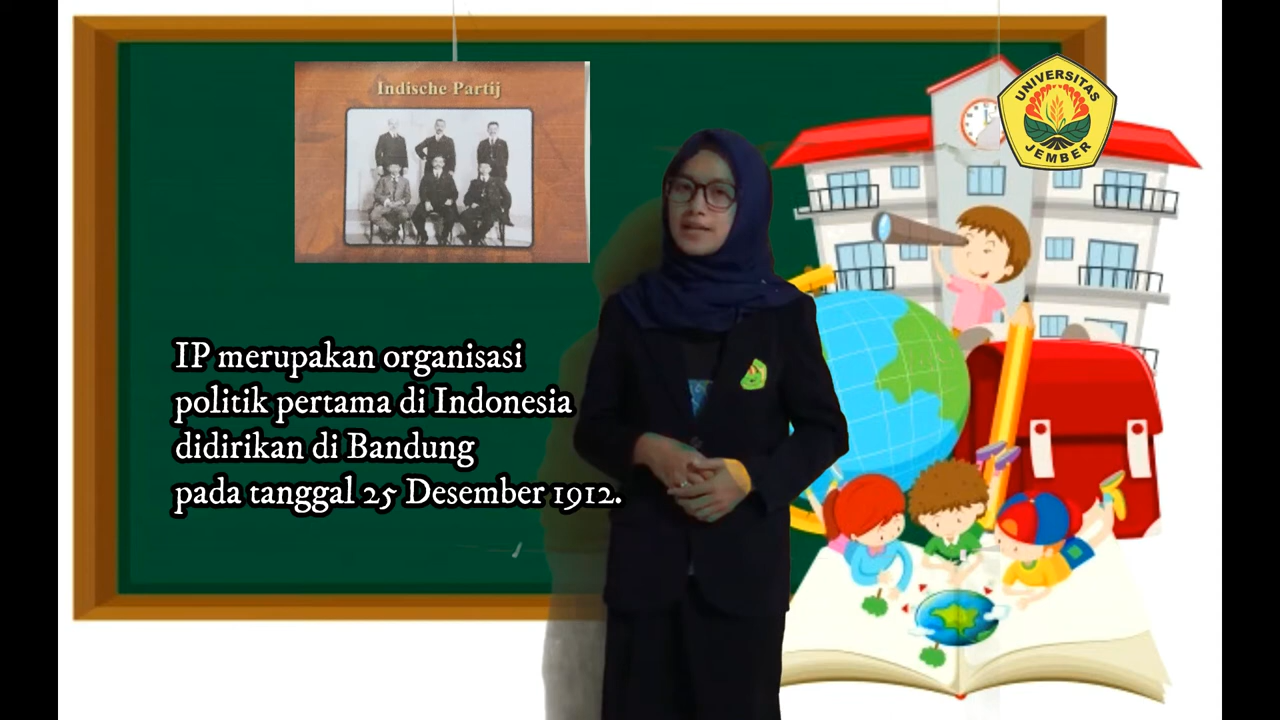 Indische Partij
UNIVERSITAS
JEMBER
IP merupakan organisasi
politik pertama di Indonesia
didirikan di Bandung
pada tanggal 25 Desember 1912.